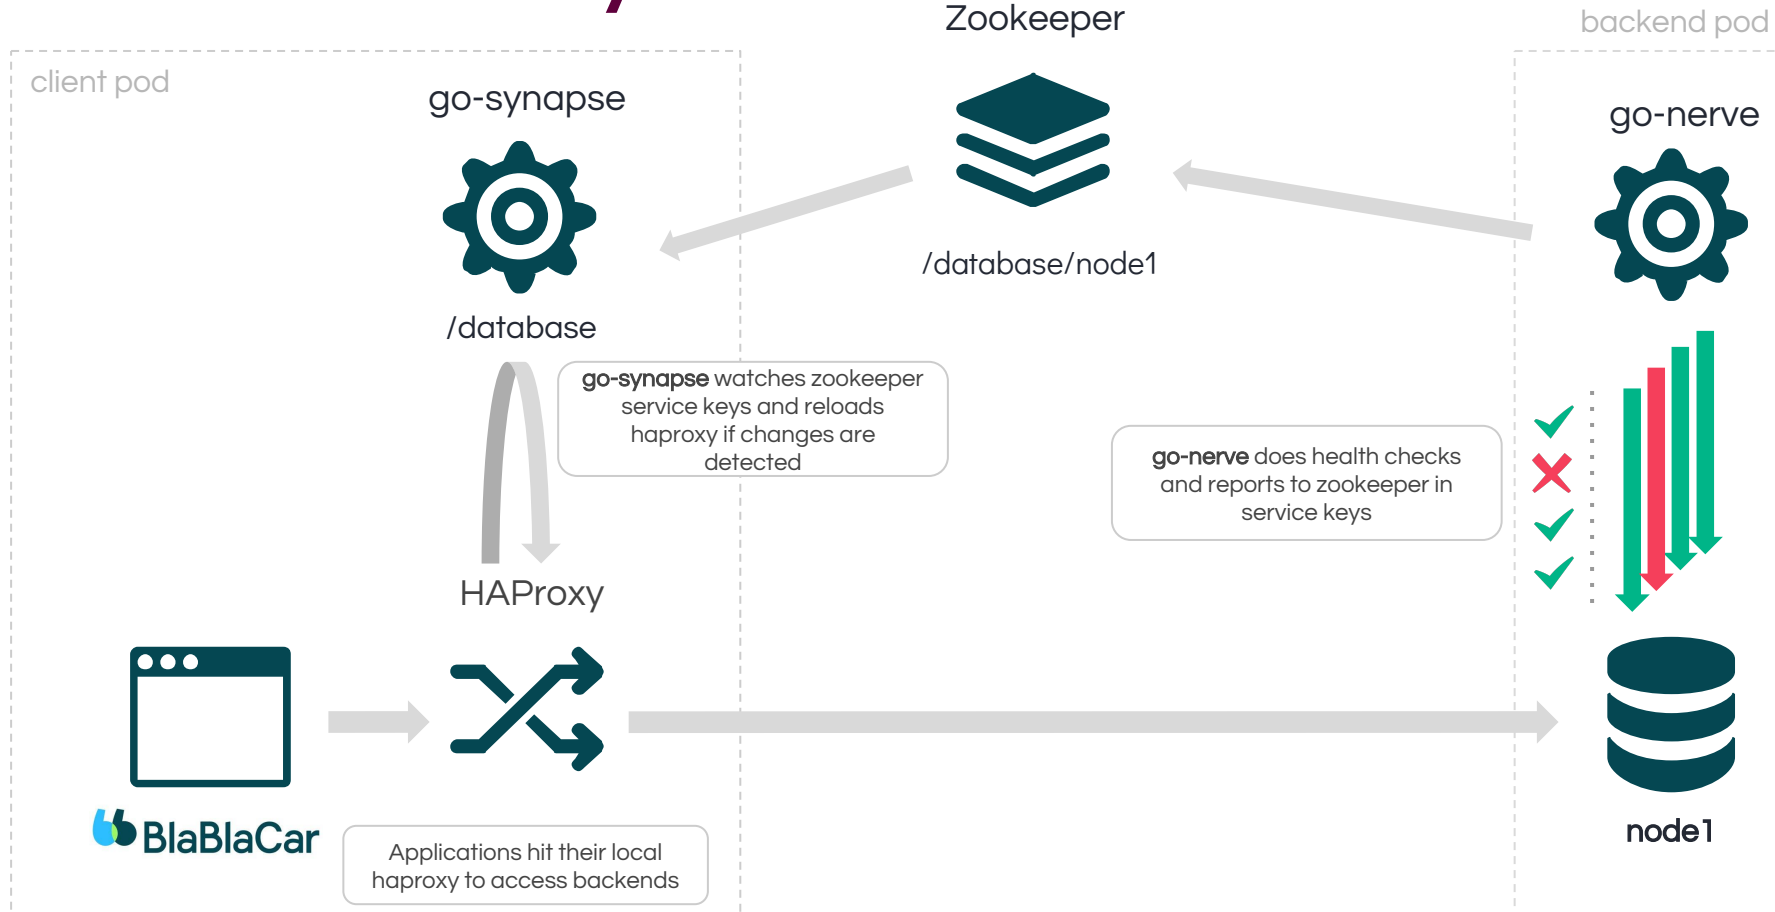 Zookeeper
backend pod
client pod
go-synapse
go-nerve
/database/node1
/database
go-synapse watches zookeeper
service keys and reloads
haproxy if changes are
detected
go-nerve does health checks
and reports to zookeeper in
service keys
HAProxy
BlaBlaCar
node1
Applications hit their local
haproxy to access backends